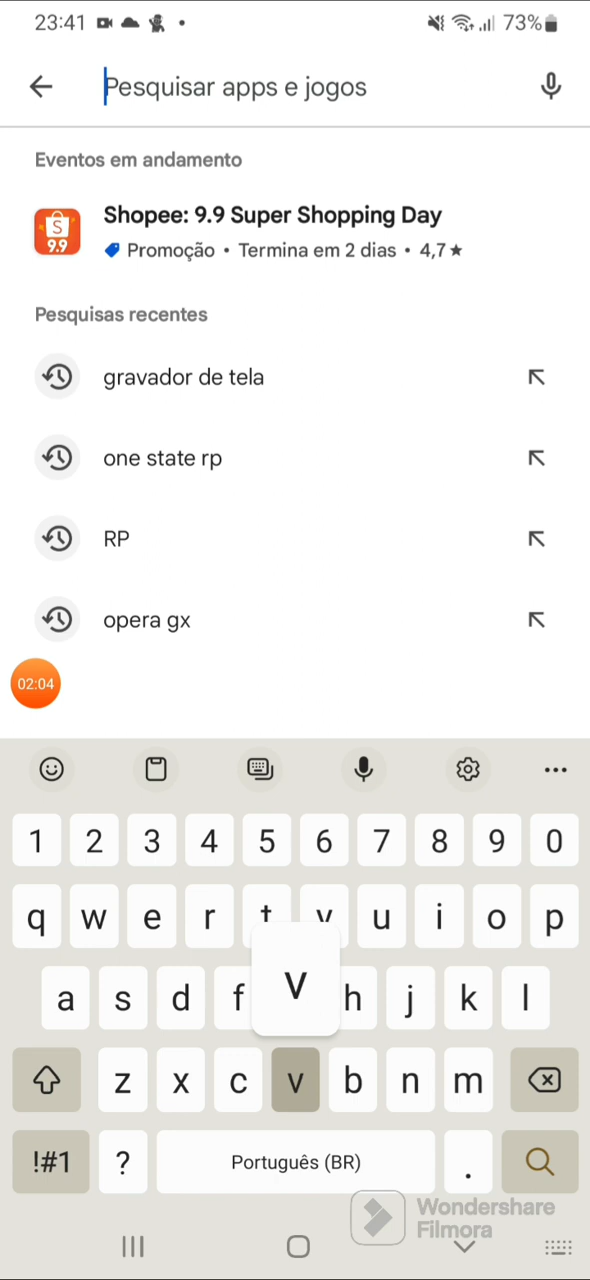 23:41 73%
Pesquisar apps e jogos
Eventos em andamento
S
9.9
Shopee: 9.9 Super Shopping Day
Promoção • Termina em 2 dias • 4,7★
Pesquisas recentes
gravador de tela
one state rp
RP
opera gx
02:04
1 2 3 4 5 6 7 8 9 0
q w e r t y u i o p
v
a s d f h j k l
z x c v b n m
!#1 ? Português (BR) .
Wondershare
Filmora